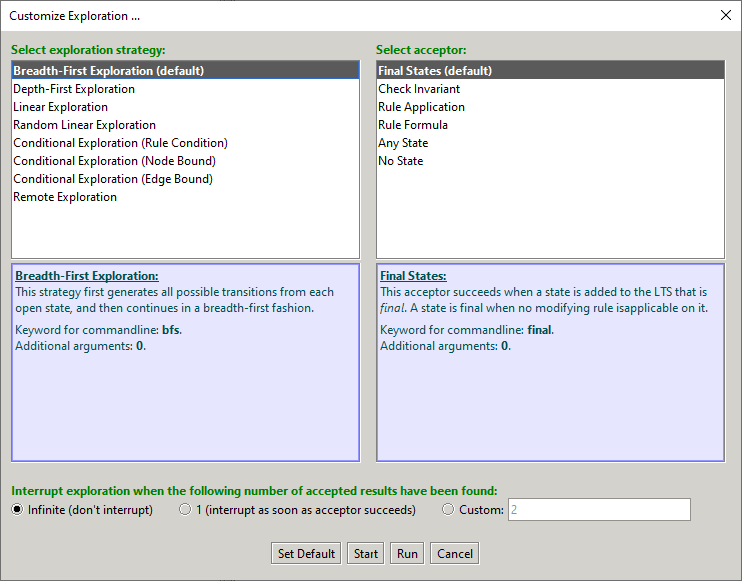 Customize Exploration ...
Select exploration strategy:
Breadth-First Exploration (default)
Depth-First Exploration
Linear Exploration
Random Linear Exploration
Conditional Exploration (Rule Condition)
Conditional Exploration (Node Bound)
Conditional Exploration (Edge Bound)
Remote Exploration
Select acceptor:
Final States (default)
Check Invariant
Rule Application
Rule Formula
Any State
No State
Breadth-First Exploration:
This strategy first generates all possible transitions from each
open state, and then continues in a breadth-first fashion.
Keyword for commandline: bfs.
Additional arguments: 0.
Final States:
This acceptor succeeds when a state is added to the LTS that is
final. A state is final when no modifying rule isapplicable on it.
Keyword for commandline: final.
Additional arguments: 0.
Interrupt exploration when the following number of accepted results have been found:
Infinite (don't interrupt) 1 (interrupt as soon as acceptor succeeds) Custom: 2
Set Default Start Run Cancel